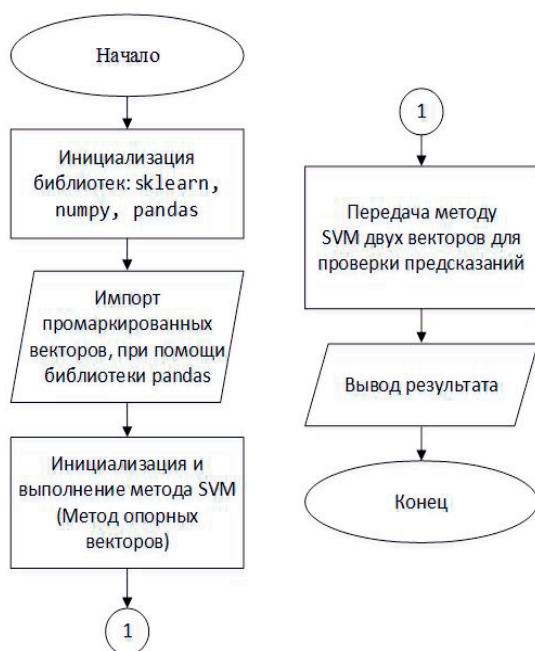 Начало
Инициализация
библиотек: sklearn,
numpy, pandas
Импорт
промаркированных
векторов, при помощи
библиотеки pandas
Инициализация и
выполнение метода SVM
(Метод опорных
векторов)
1
1
Передача методу
SVM двух векторов для
проверки предсказаний
Вывод результата
Конец